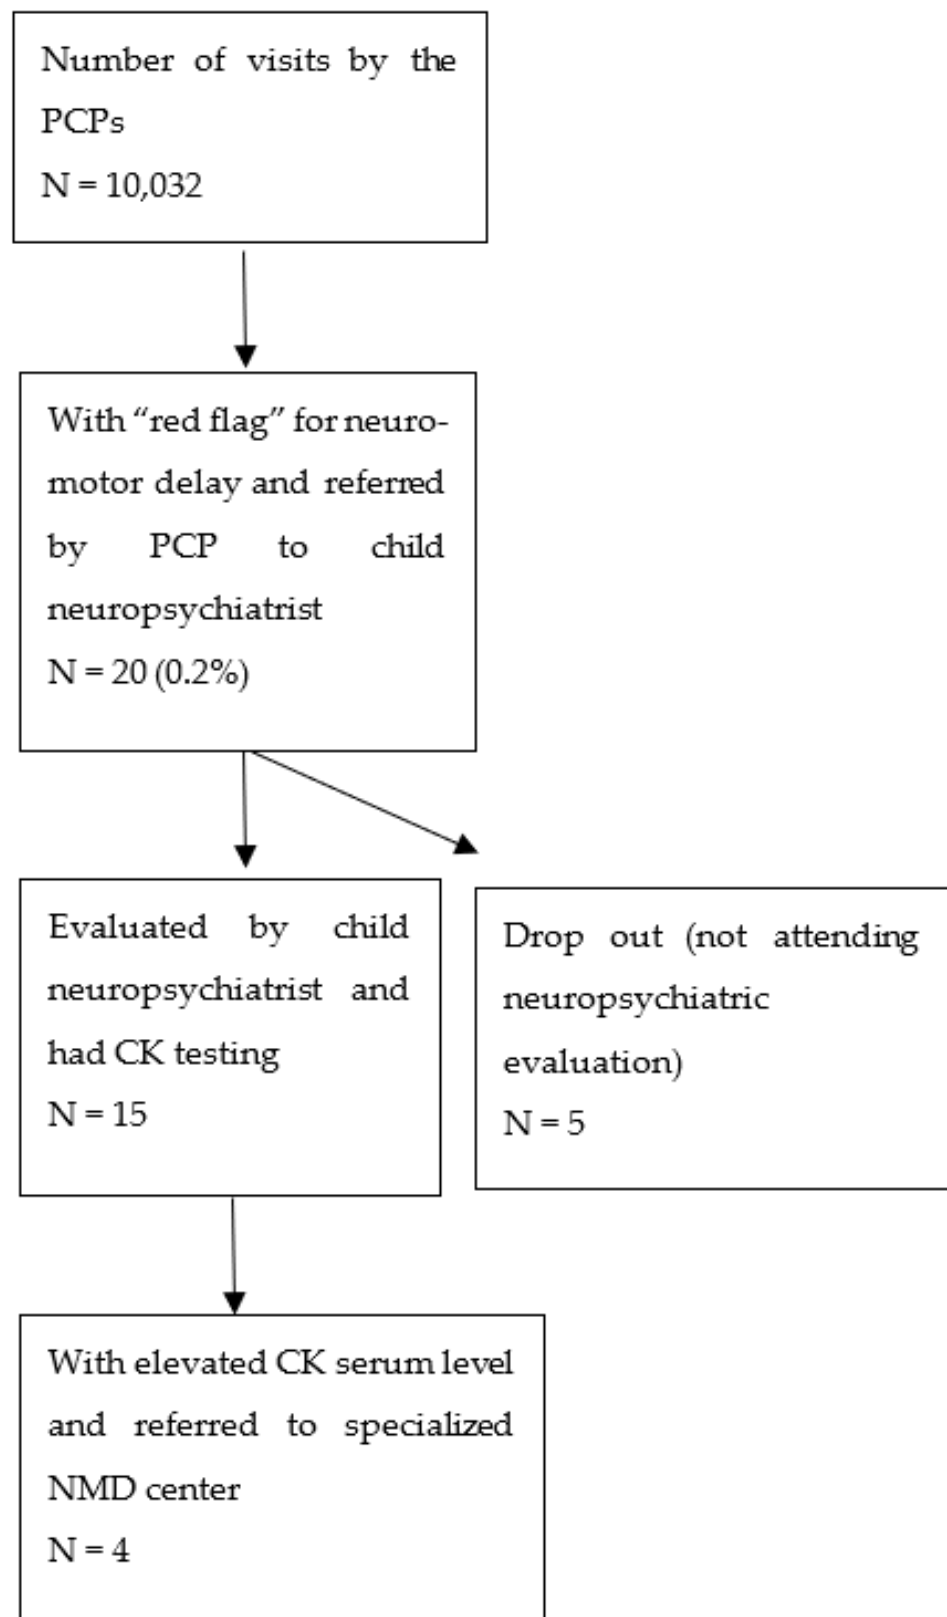 Number of visits by the
PCPs
N = 10,032
With “red flag” for neuro-
motor delay and referred
by PCP to child
neuropsychiatrist
N = 20 (0.2%)
Evaluated by child
neuropsychiatrist and
had CK testing
N = 15
Drop out (not attending
neuropsychiatric
evaluation)
N = 5
With elevated CK serum level
and referred to specialized
NMD center
N = 4